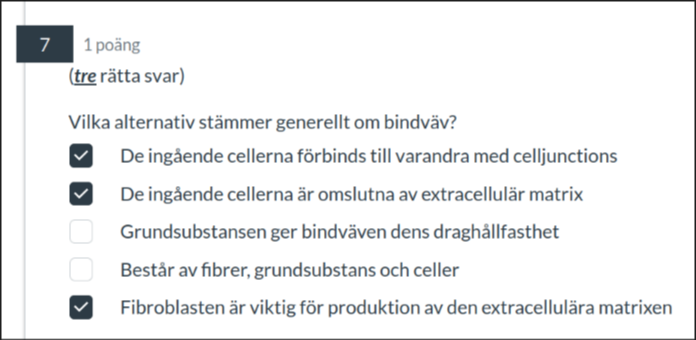 7 1 poäng
(tre rätta svar)
Vilka alternativ stämmer generellt om bindväv?
De ingående cellerna förbinds till varandra med celljunctions
De ingående cellerna är omslutna av extracellulär matrix
Grundsubstansen ger bindväven dens draghållfasthet
Består av fibrer, grundsubstans och celler
Fibroblasten är viktig för produktion av den extracellulära matrixen